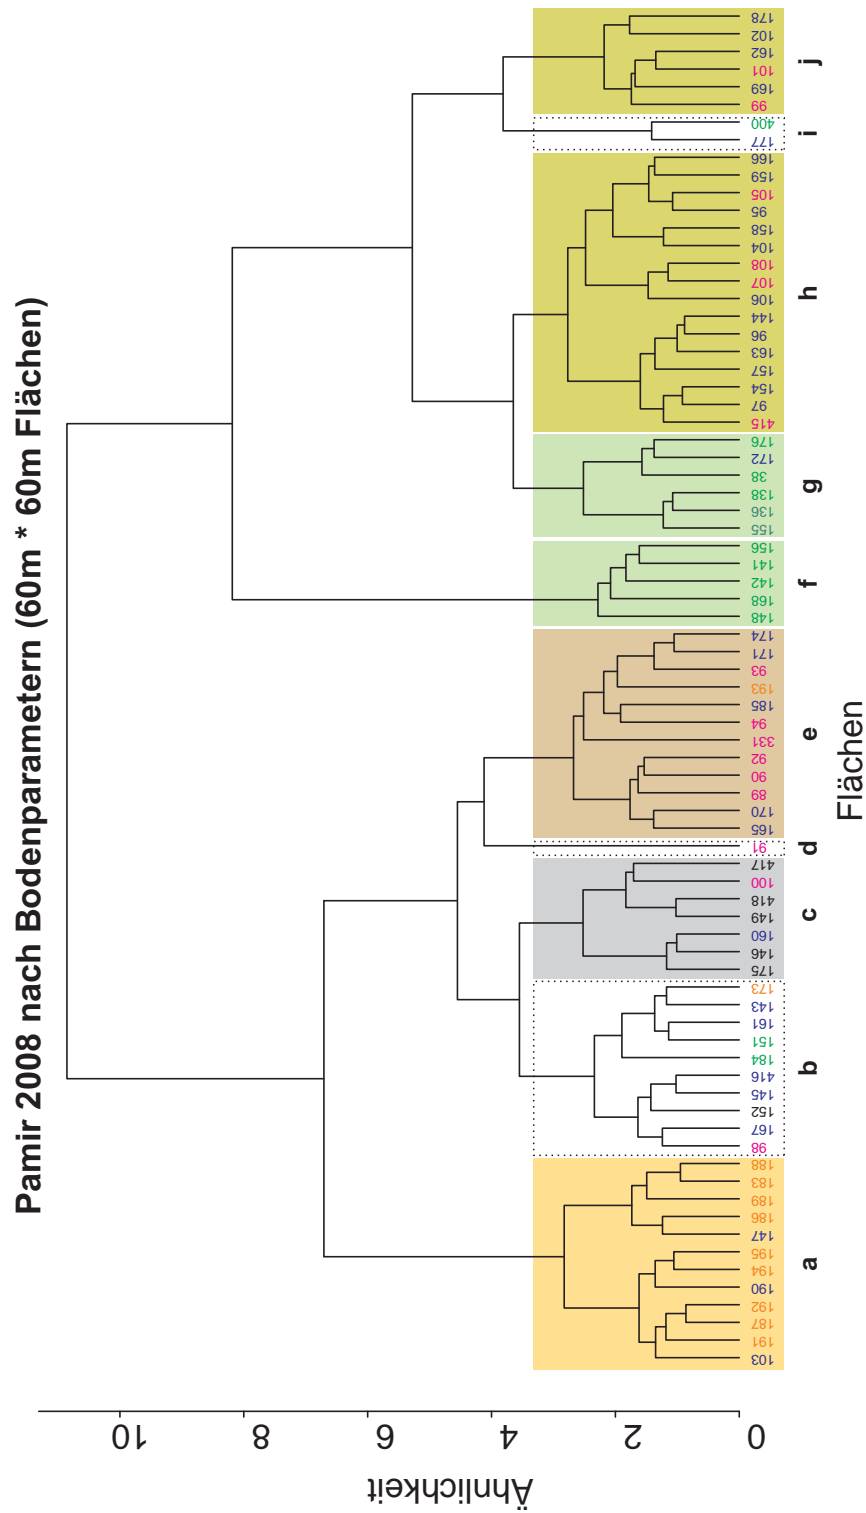 Pamir 2008 nach Bodenparametern (60m * 60m Flächen)
Ähnlichkeit
0 2 4 6 8 10
103 191 187 192 190 194 195 147 186 189 183 188
98 167 152 145 416 184 151 161 143 173
175 146 160 149 418 100 417
91
165 170 89 90 92 331 94 185 193 93 171 174
148 168 142 141 156
155 136 138 38 172 176
415 97 154 157 163 96 144 106 107 108 104 158 95 105 159 166
177 400
99 169 101 162 102 178
a b c d e f g h i j
Flächen